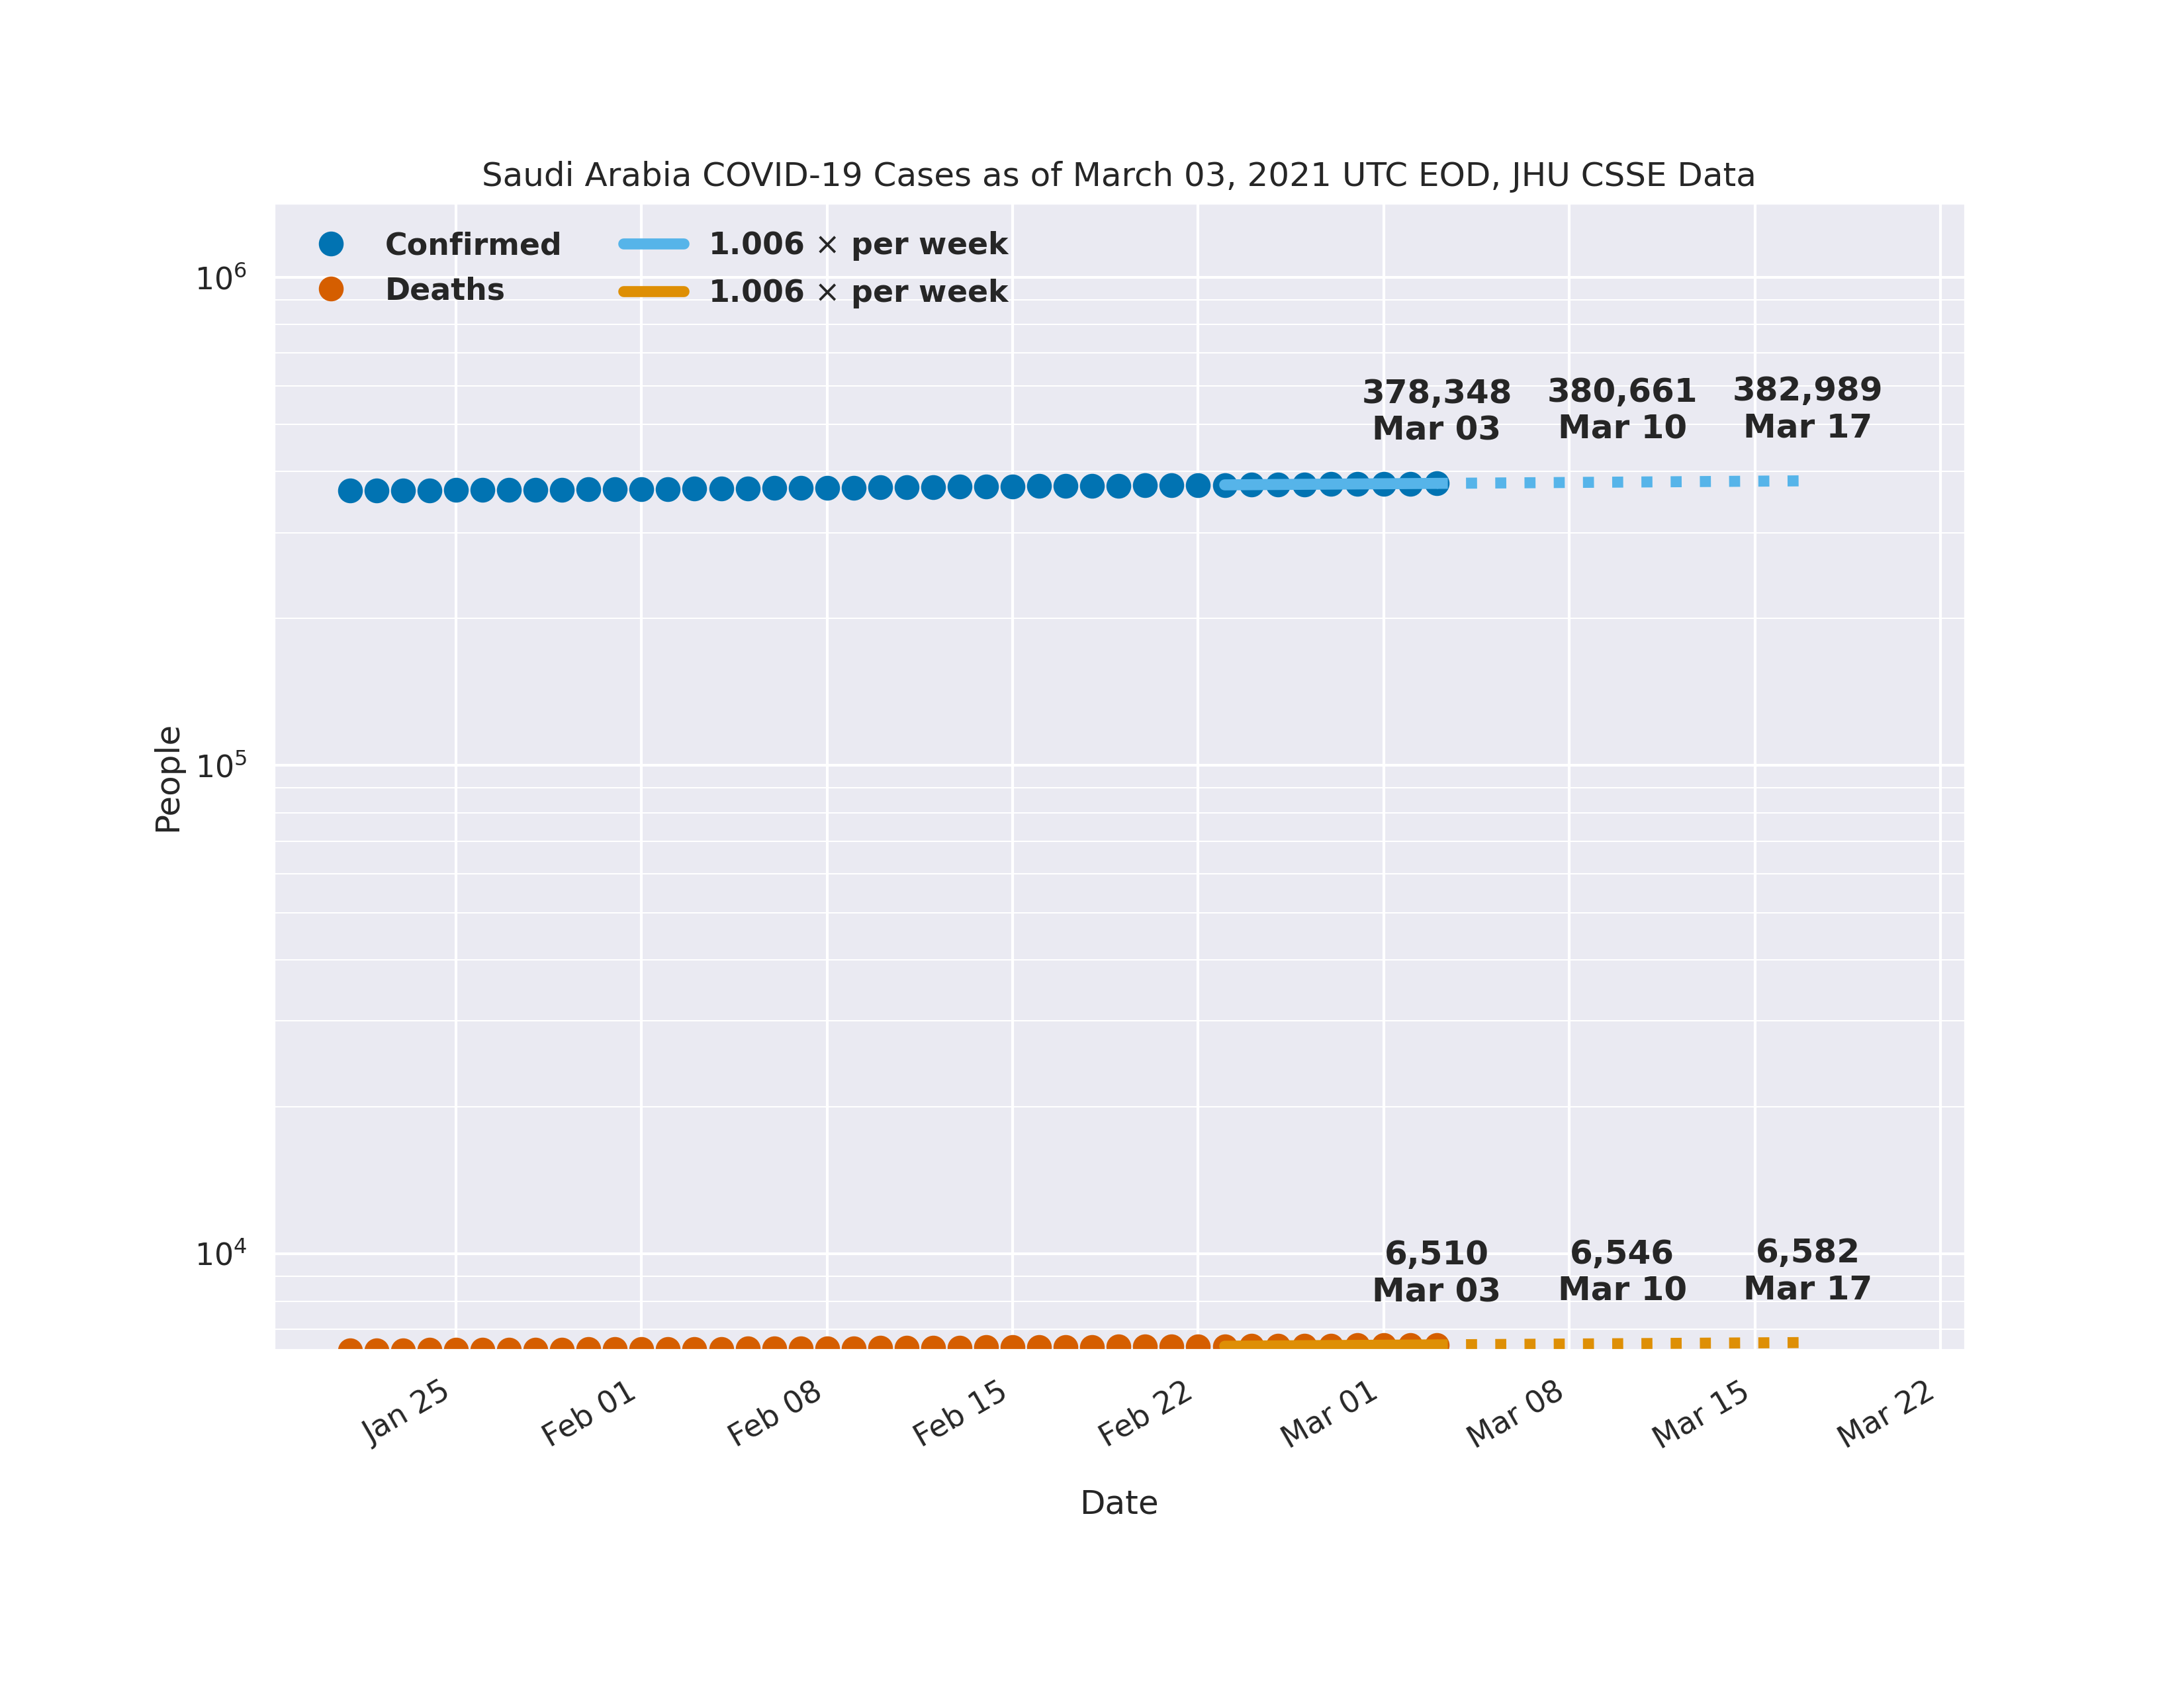 Saudi Arabia COVID-19 Cases as of March 03, 2021 UTC EOD, JHU CSSE Data
Confirmed
Deaths
1.006 × per week
1.006 × per week
10⁶
10⁵
10⁴
People
378,348
Mar 03
380,661
Mar 10
382,989
Mar 17
6,510
Mar 03
6,546
Mar 10
6,582
Mar 17
Jan 25
Feb 01
Feb 08
Feb 15
Feb 22
Mar 01
Mar 08
Mar 15
Mar 22
Date